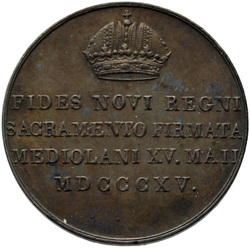 FIDES NOVI REGNI
SACRAMENTO FIRMATA
MEDIOLANI XV. MAII
MDCCCXV.